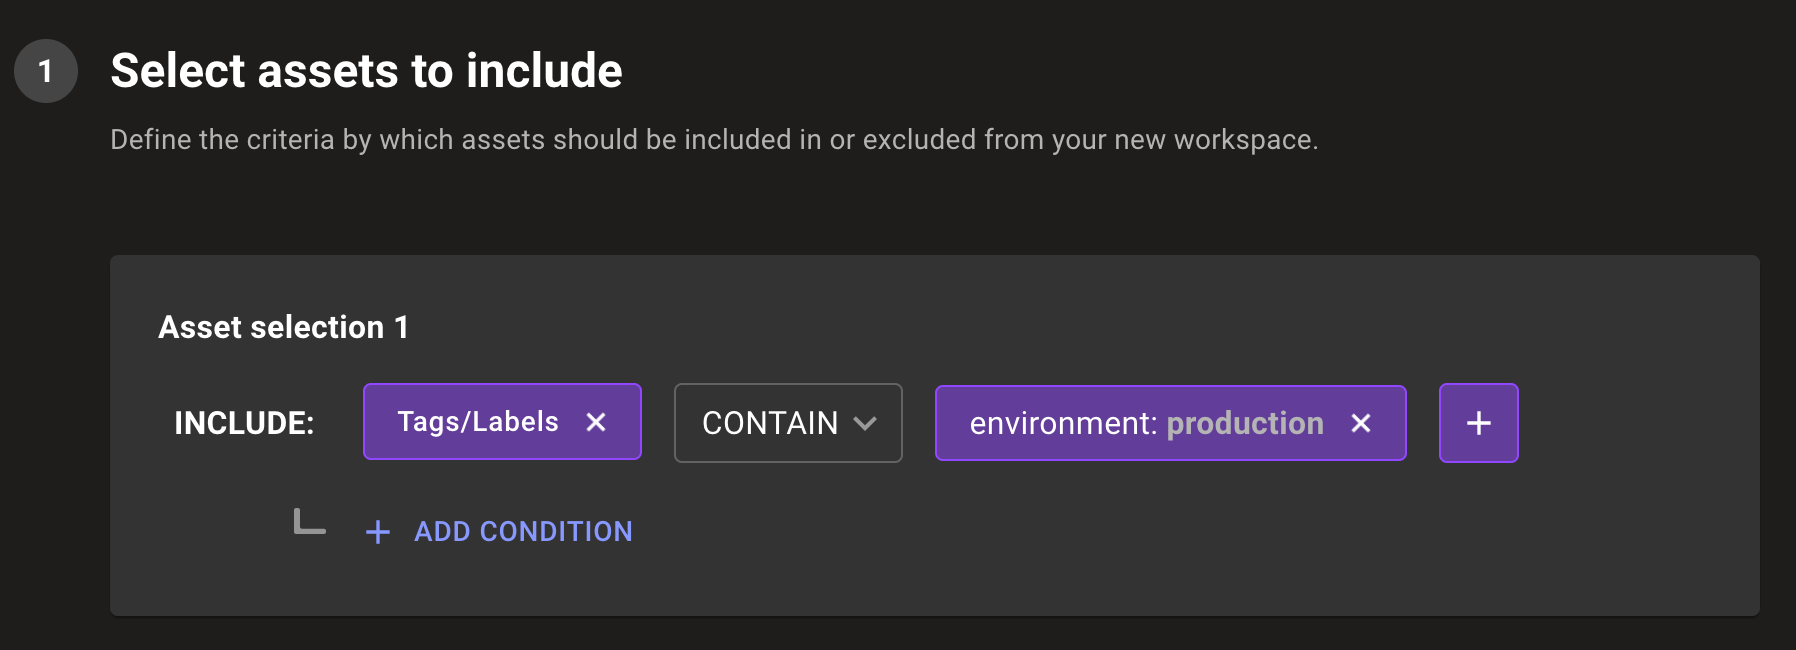 1
Select assets to include
Define the criteria by which assets should be included in or excluded from your new workspace.
Asset selection 1
INCLUDE: Tags/Labels CONTAIN environment: production +
+ ADD CONDITION